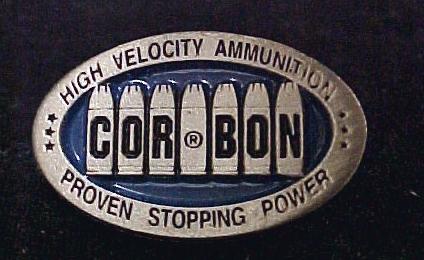 HIGH VELOCITY AMMUNITION
COR®BON
PROVEN STOPPING POWER